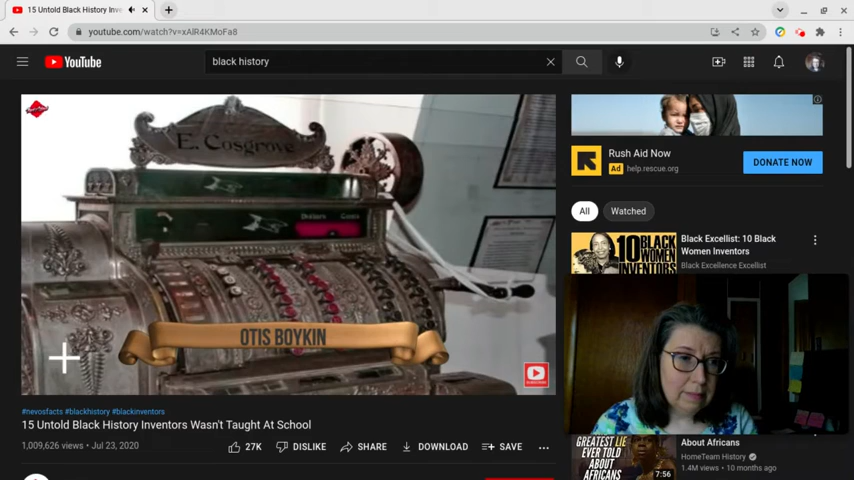 15 Untold Black History Inve
youtube.com/watch?v=xAlR4KMoFa8
YouTube
black history
E. Cosgrove
Dollars Cents
OTIS BOYKIN
SUBSCRIBE
#nevosfacts #blackhistory #blackinventors
15 Untold Black History Inventors Wasn't Taught At School
1,009,626 views • Jul 23, 2020
27K
DISLIKE
SHARE
DOWNLOAD
SAVE
Rush Aid Now
Ad help.rescue.org
DONATE NOW
All
Watched
10 BLACK
WOMEN
INVENTORS
Black Excellist: 10 Black
Women Inventors
Black Excellence Excellist
GREATEST LIE
EVER TOLD
ABOUT
AFRICANS
7:56
About Africans
HomeTeam History
1.4M views • 10 months ago